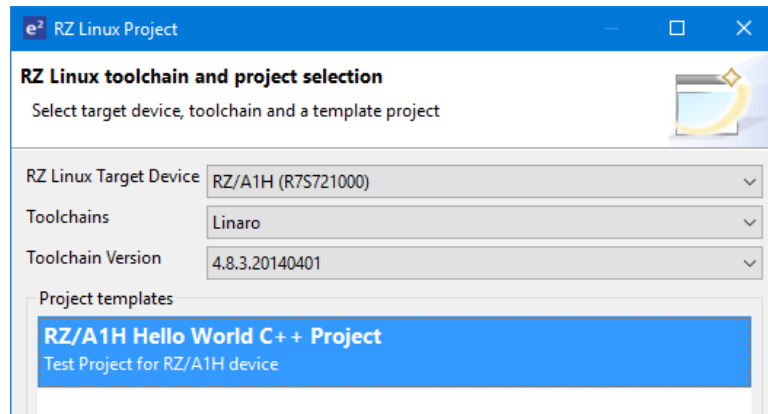 e² RZ Linux Project
RZ Linux toolchain and project selection
Select target device, toolchain and a template project
RZ Linux Target Device RZ/A1H (R7S721000)
Toolchains Linaro
Toolchain Version 4.8.3.20140401
Project templates
RZ/A1H Hello World C++ Project
Test Project for RZ/A1H device